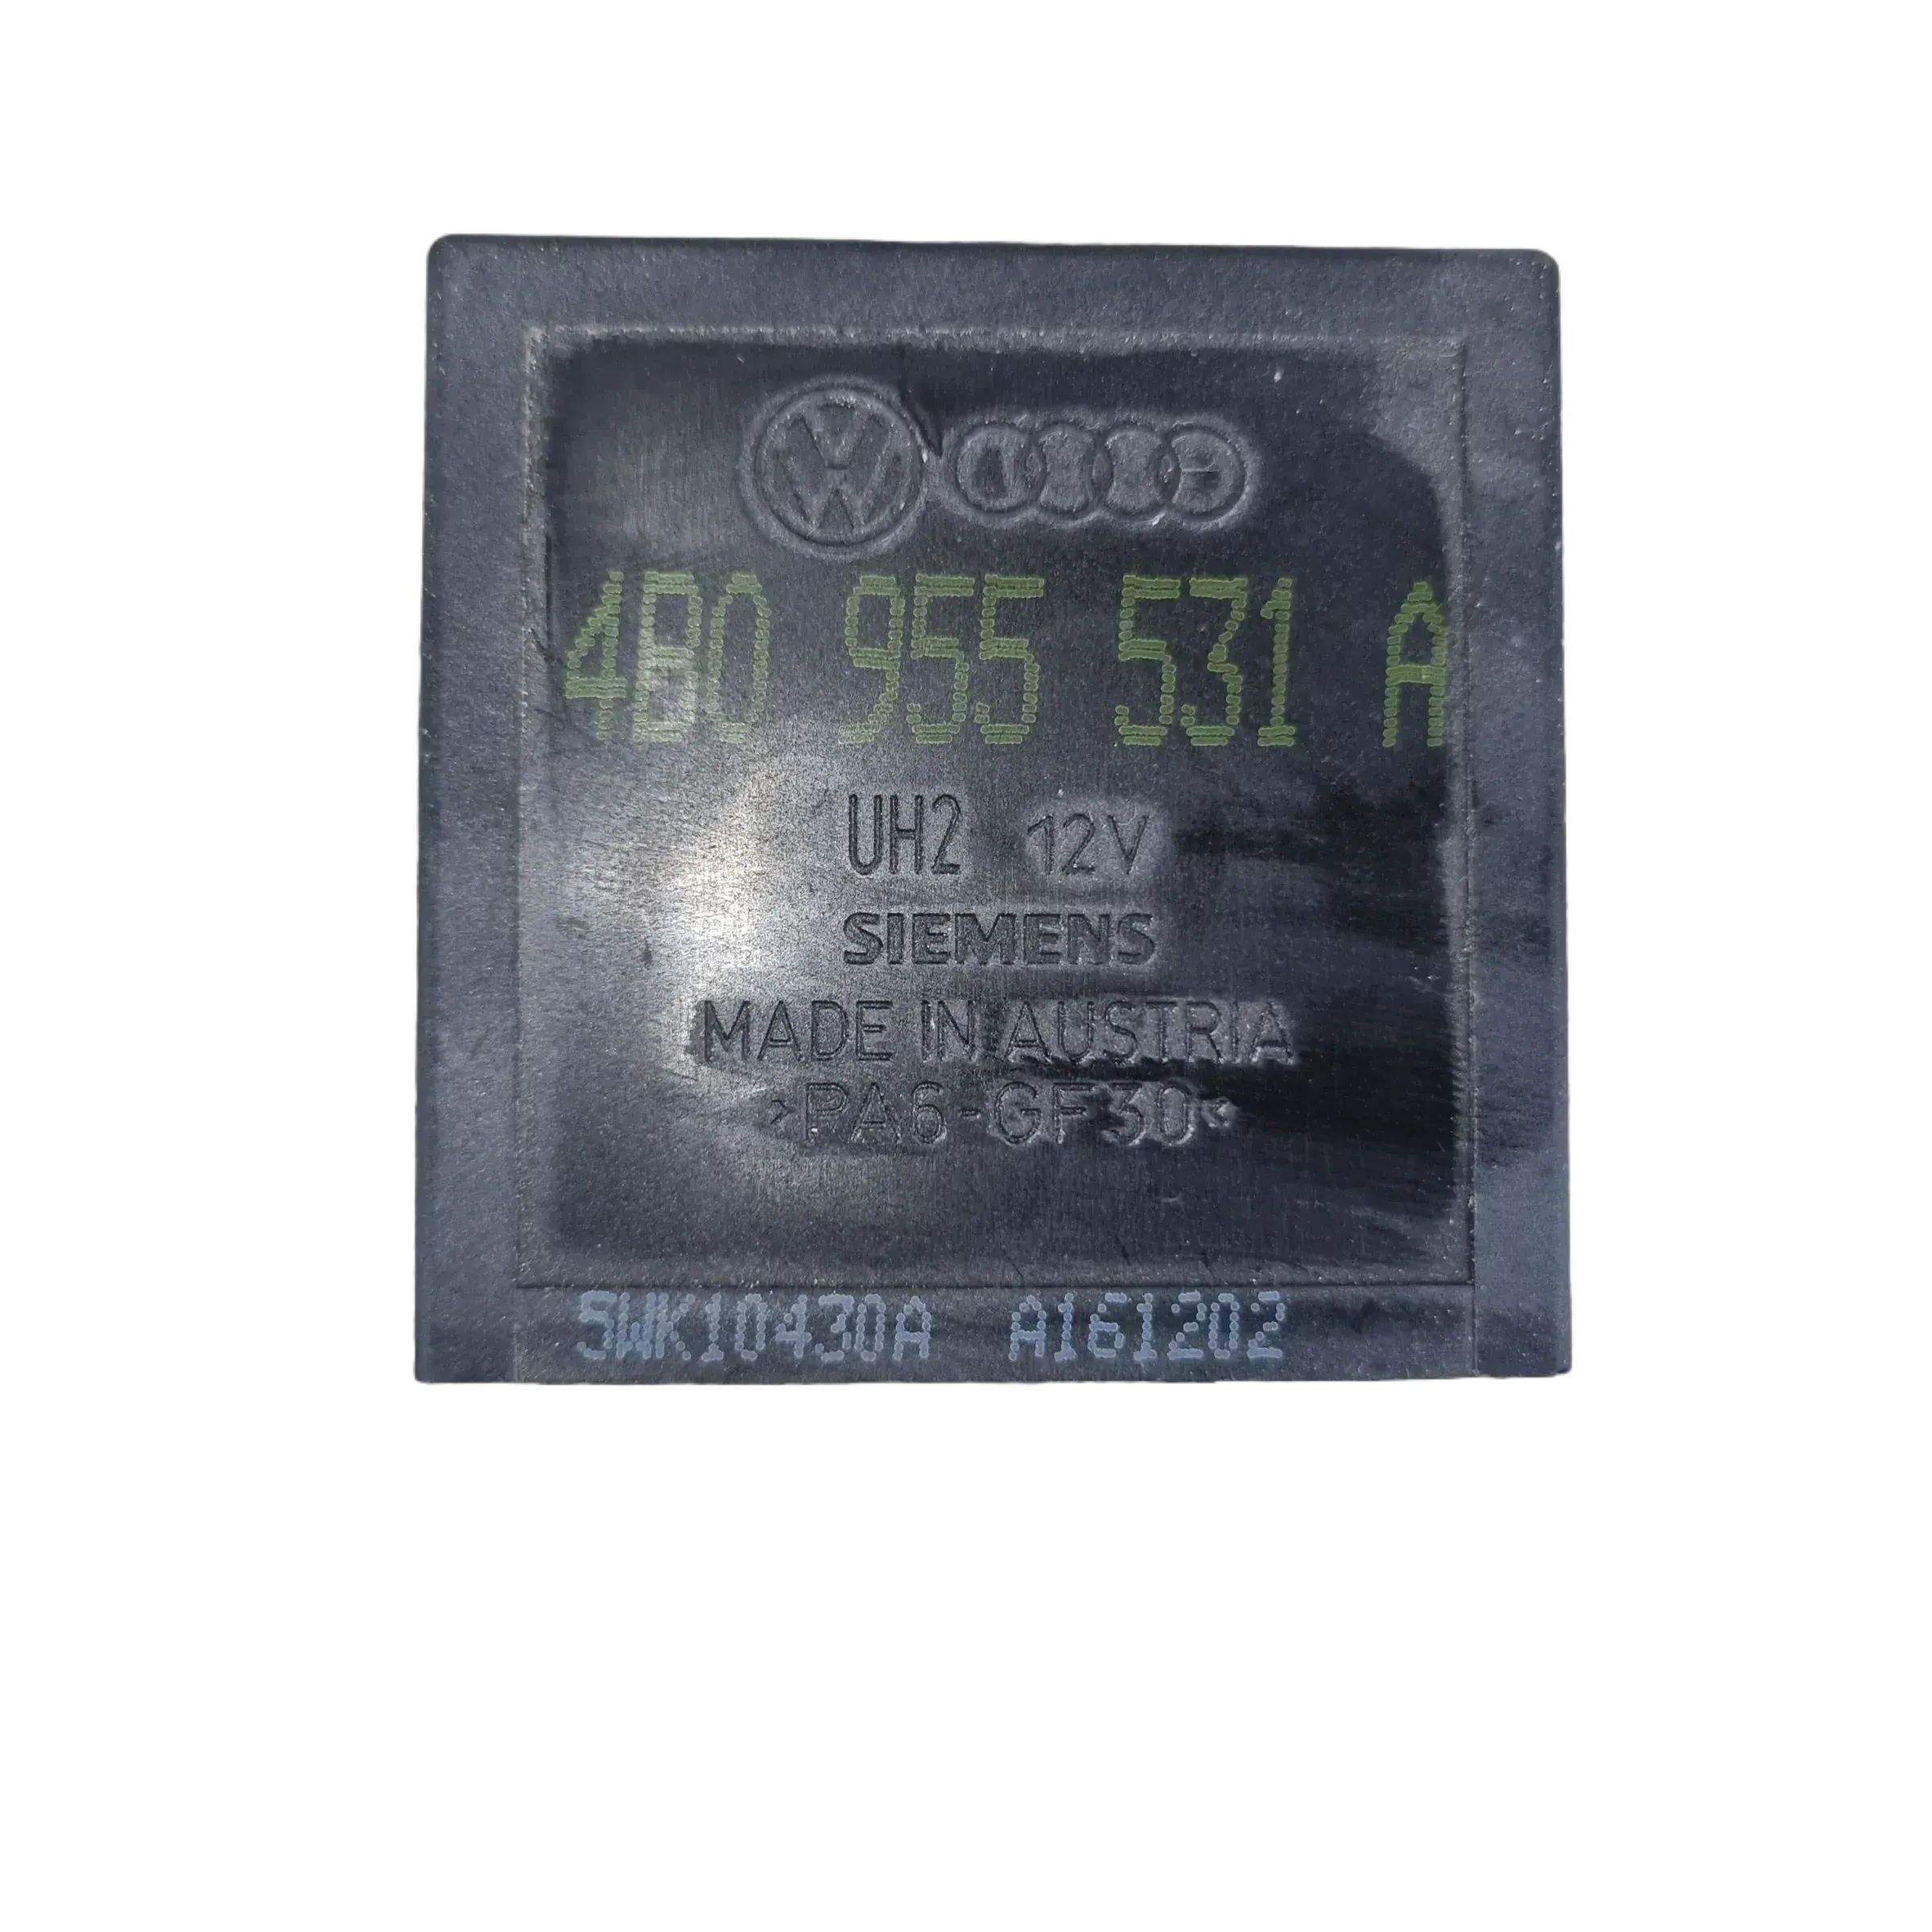 4B0 955 531 A
UH2 12V
SIEMENS
MADE IN AUSTRIA
>PA6-GF30<
5WK10430A A161202